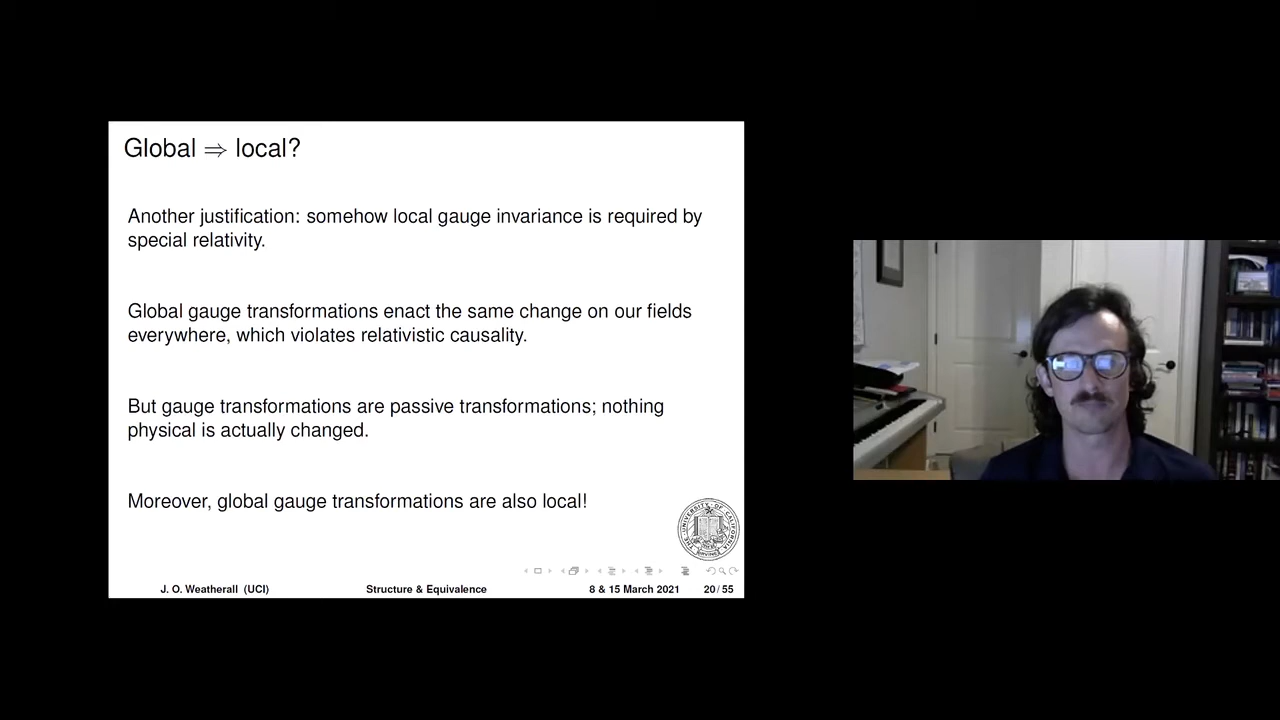 Global ⇒ local?
Another justification: somehow local gauge invariance is required by
special relativity.
Global gauge transformations enact the same change on our fields
everywhere, which violates relativistic causality.
But gauge transformations are passive transformations; nothing
physical is actually changed.
Moreover, global gauge transformations are also local!
J. O. Weatherall (UCI) Structure & Equivalence 8 & 15 March 2021 20 / 55